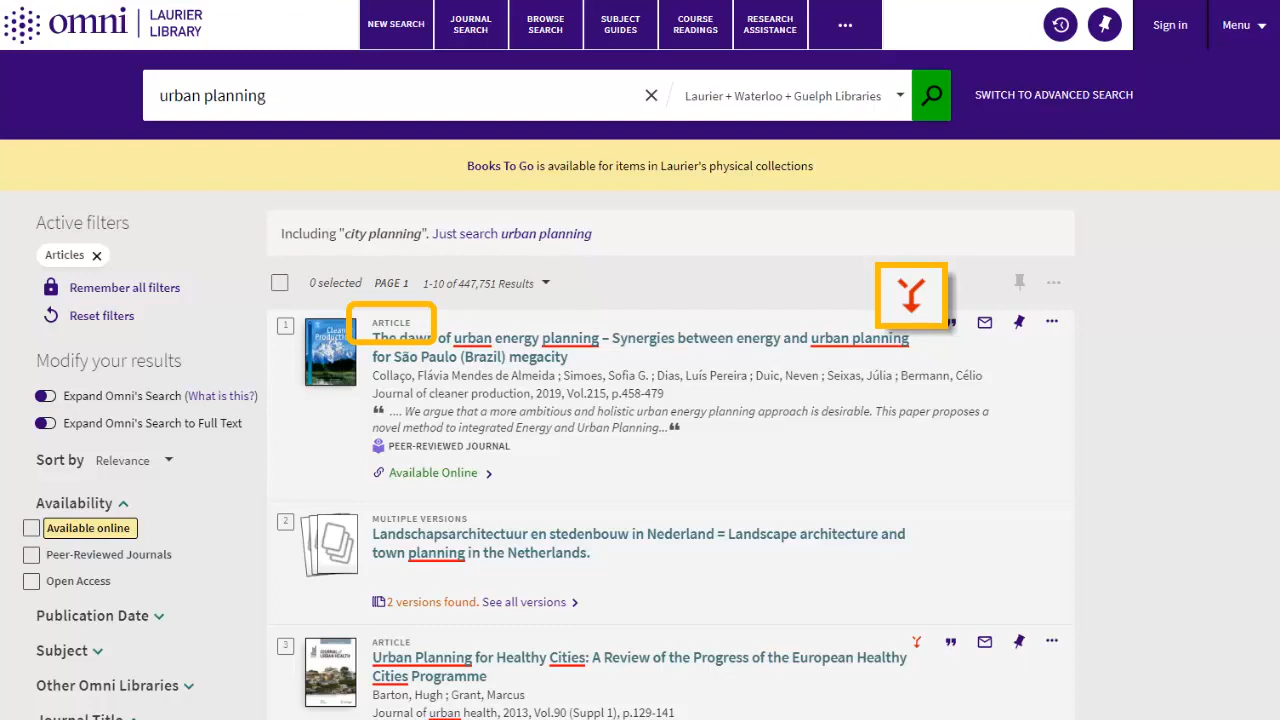 omni LAURIER LIBRARY
NEW SEARCH
JOURNAL SEARCH
BROWSE SEARCH
SUBJECT GUIDES
COURSE READINGS
RESEARCH ASSISTANCE
Sign in
Menu
urban planning
Laurier + Waterloo + Guelph Libraries
SWITCH TO ADVANCED SEARCH
Books To Go is available for items in Laurier's physical collections
Active filters
Articles
Remember all filters
Reset filters
Modify your results
Expand Omni's Search (What is this?)
Expand Omni's Search to Full Text
Sort by Relevance
Availability
Available online
Peer-Reviewed Journals
Open Access
Publication Date
Subject
Other Omni Libraries
Journal Title
Including "city planning". Just search urban planning
0 selected PAGE 1 1-10 of 447,751 Results
1
ARTICLE
The dawn of urban energy planning – Synergies between energy and urban planning
for São Paulo (Brazil) megacity
Collaço, Flávia Mendes de Almeida ; Simoes, Sofia G. ; Dias, Luís Pereira ; Duic, Neven ; Seixas, Júlia ; Bermann, Célio
Journal of cleaner production, 2019, Vol.215, p.458-479
❝ .... We argue that a more ambitious and holistic urban energy planning approach is desirable. This paper proposes a
novel method to integrated Energy and Urban Planning...❝
PEER-REVIEWED JOURNAL
Available Online
2
MULTIPLE VERSIONS
Landschapsarchitectuur en stedenbouw in Nederland = Landscape architecture and
town planning in the Netherlands.
2 versions found. See all versions
3
ARTICLE
Urban Planning for Healthy Cities: A Review of the Progress of the European Healthy
Cities Programme
Barton, Hugh ; Grant, Marcus
Journal of urban health, 2013, Vol.90 (Suppl 1), p.129-141